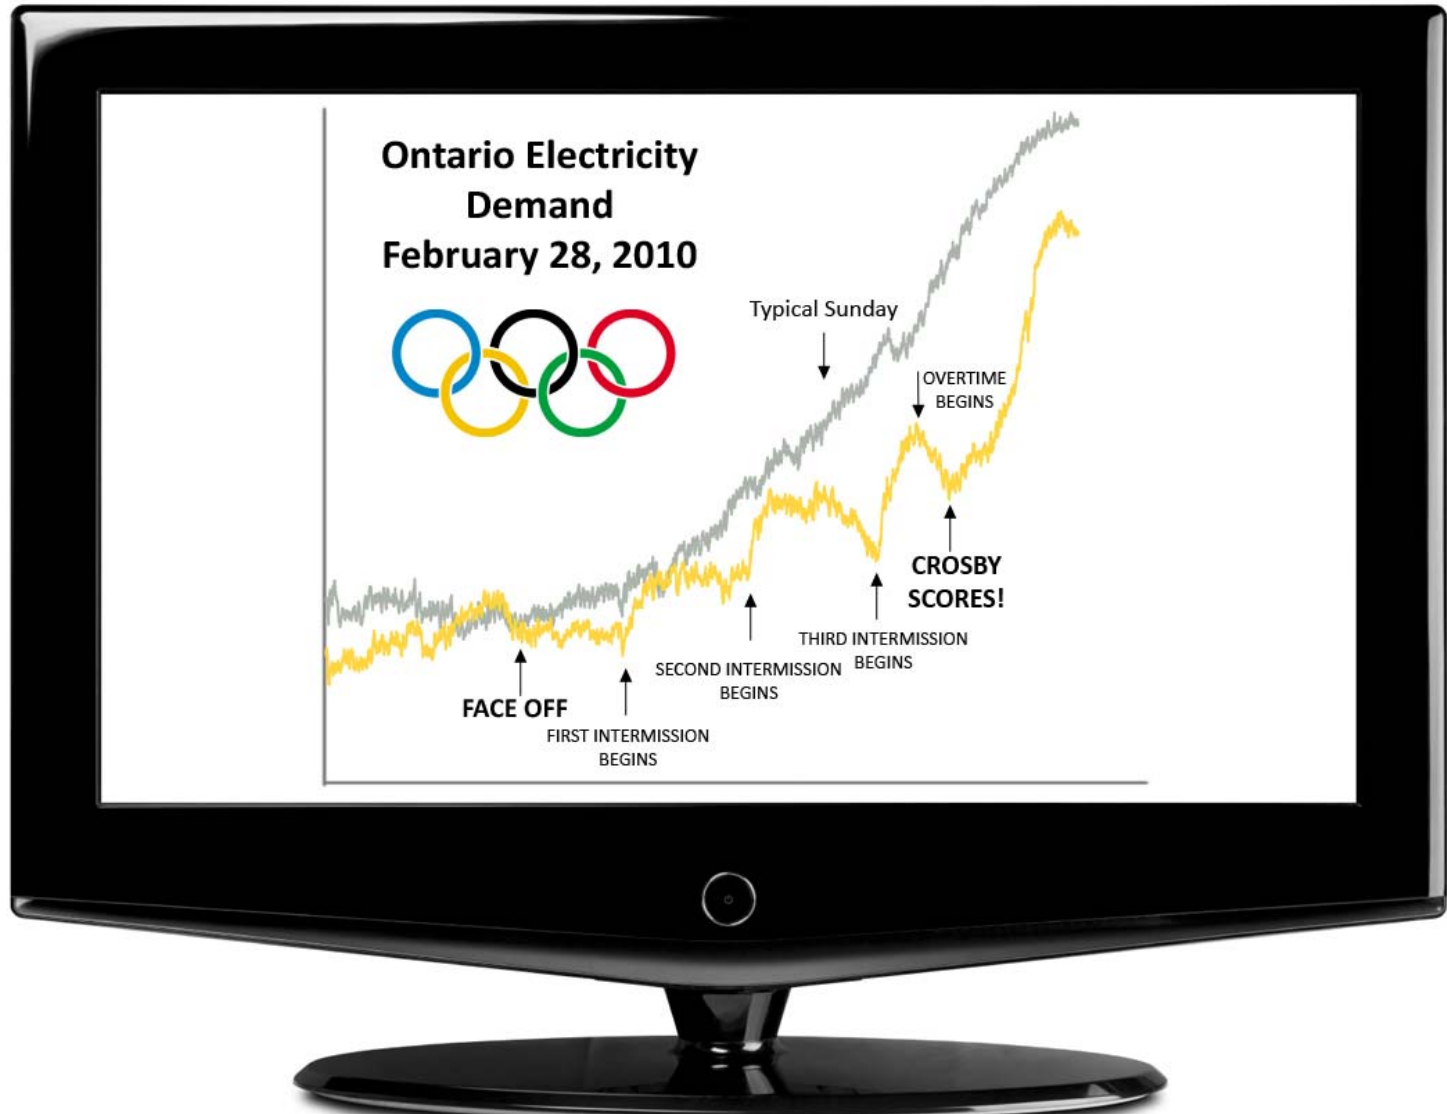 Ontario Electricity
Demand
February 28, 2010
Typical Sunday
OVERTIME
BEGINS
CROSBY
SCORES!
THIRD INTERMISSION
BEGINS
SECOND INTERMISSION
BEGINS
FACE OFF
FIRST INTERMISSION
BEGINS